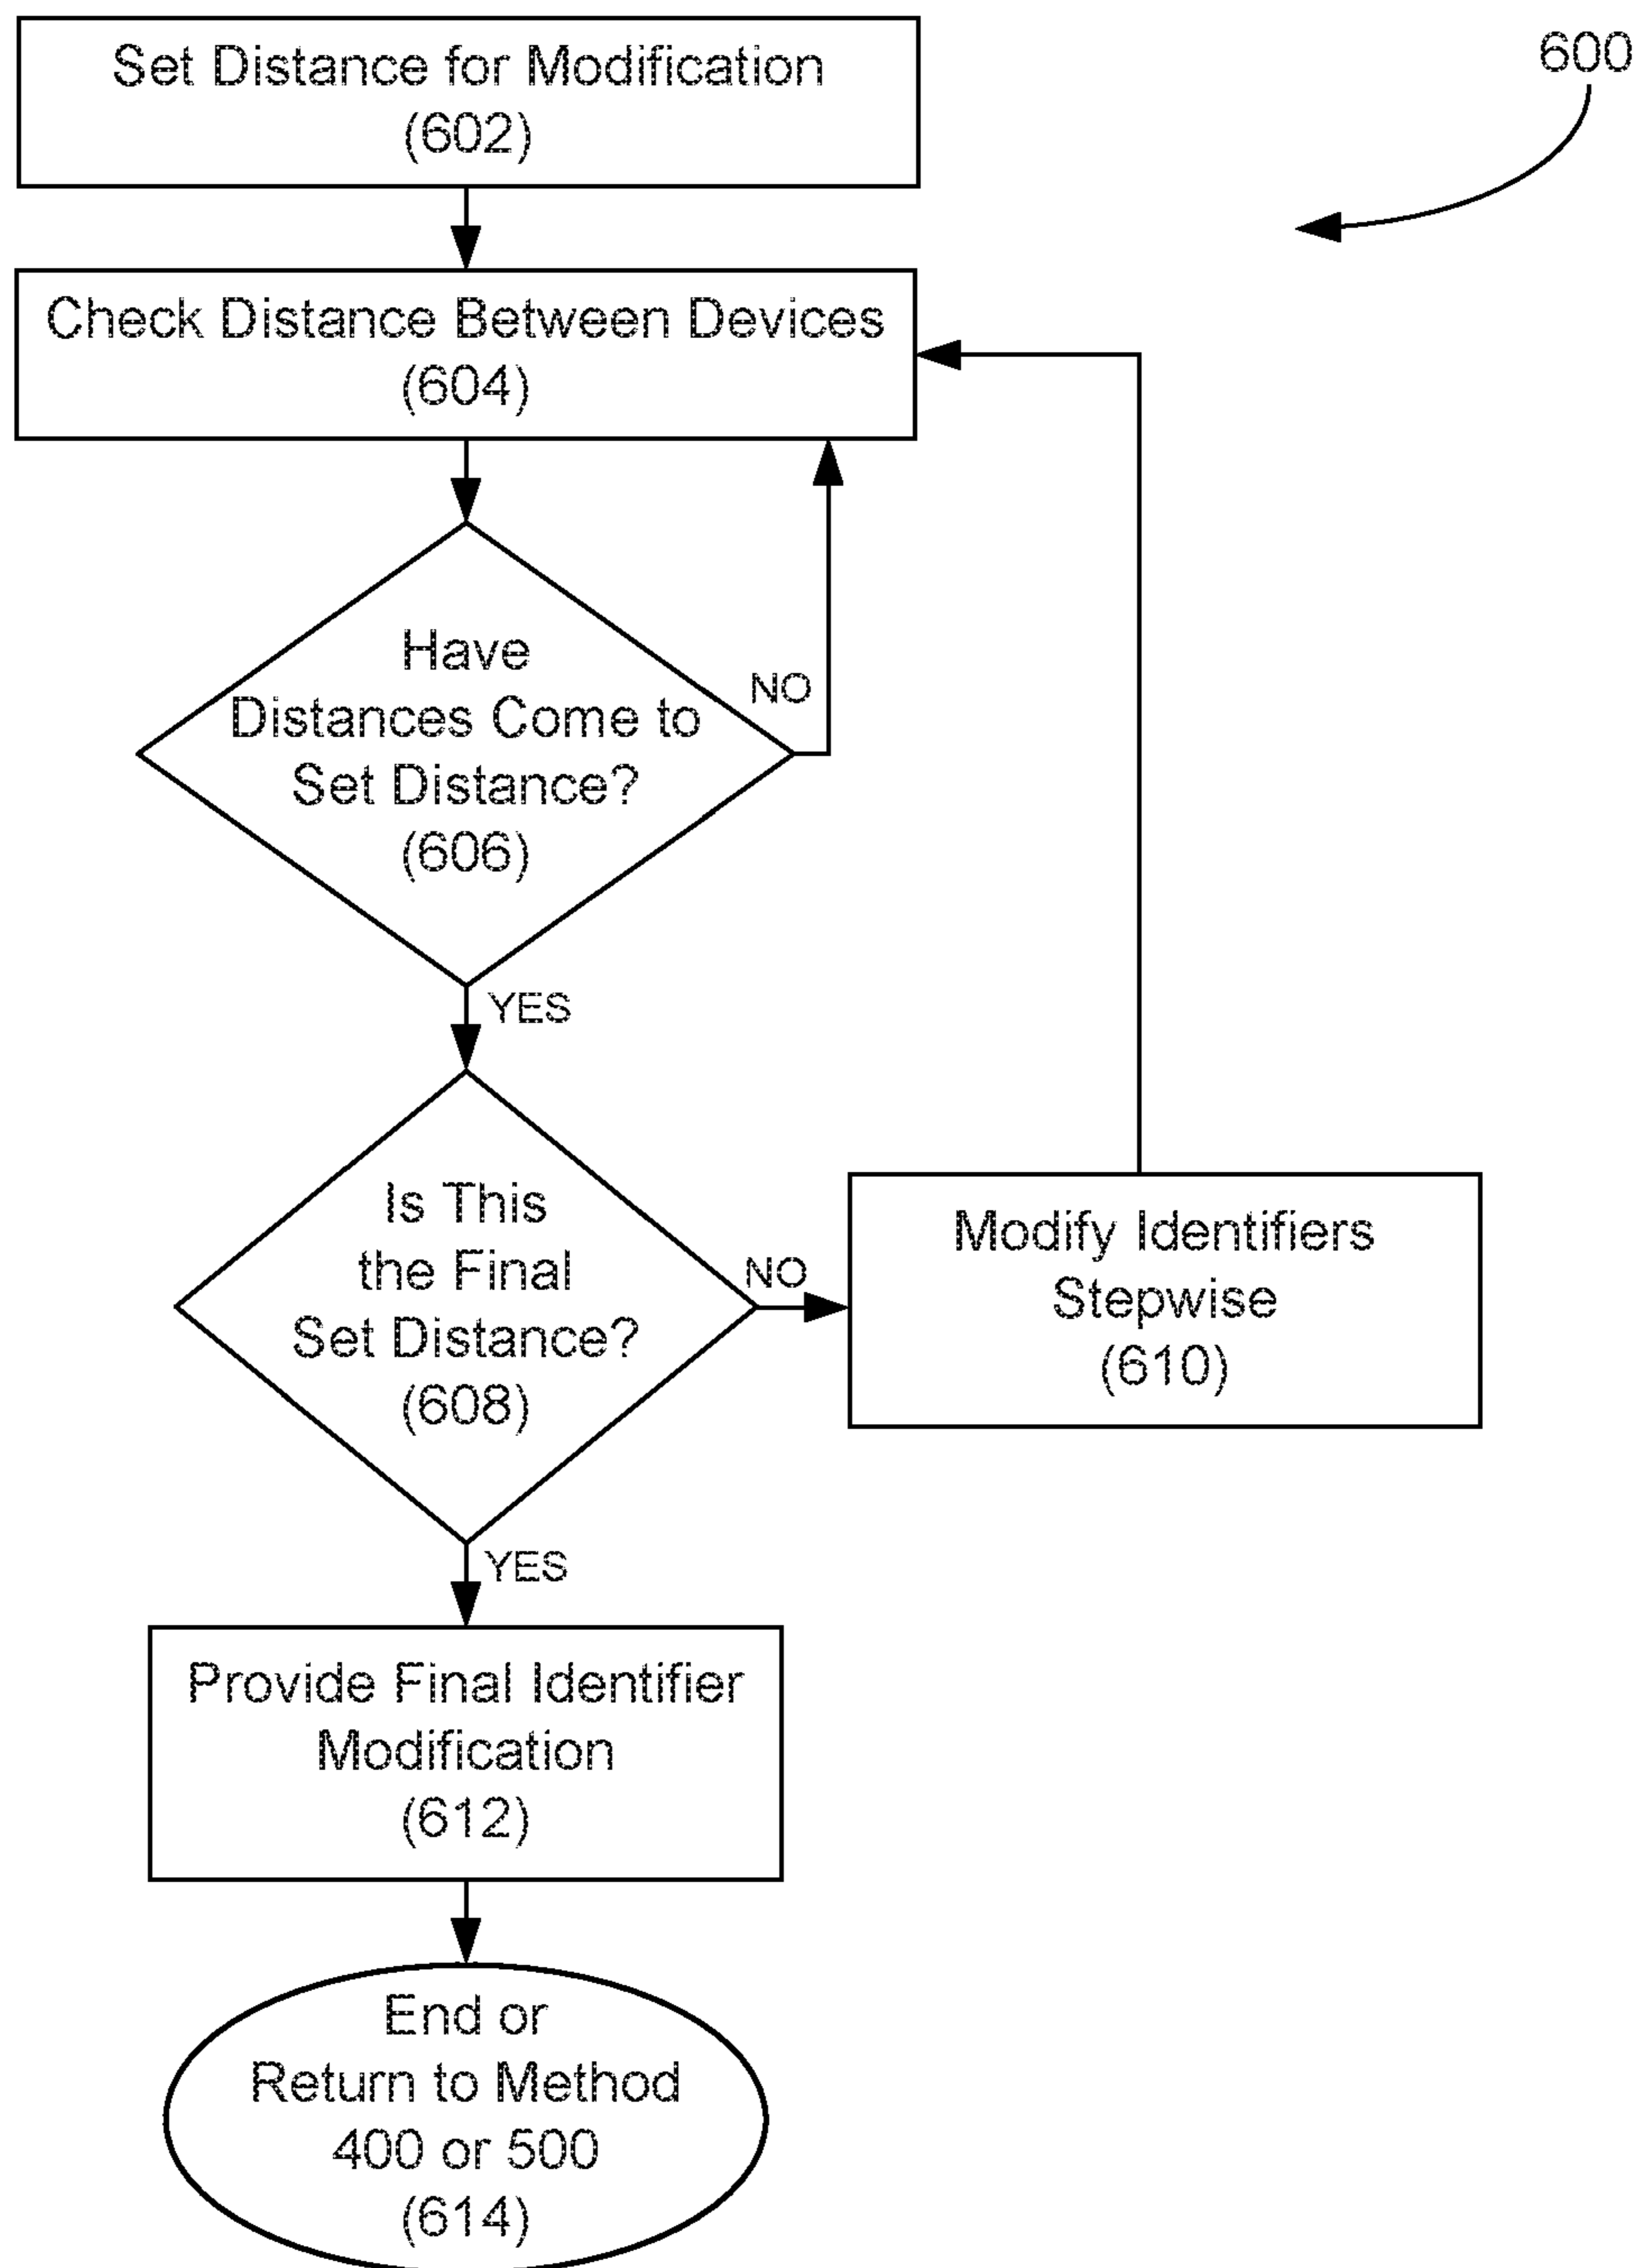 600
Set Distance for Modification
(602)
Check Distance Between Devices
(604)
Have
Distances Come to
Set Distance?
(606)
NO
YES
Is This
the Final
Set Distance?
(608)
NO
Modify Identifiers
Stepwise
(610)
YES
Provide Final Identifier
Modification
(612)
End or
Return to Method
400 or 500
(614)